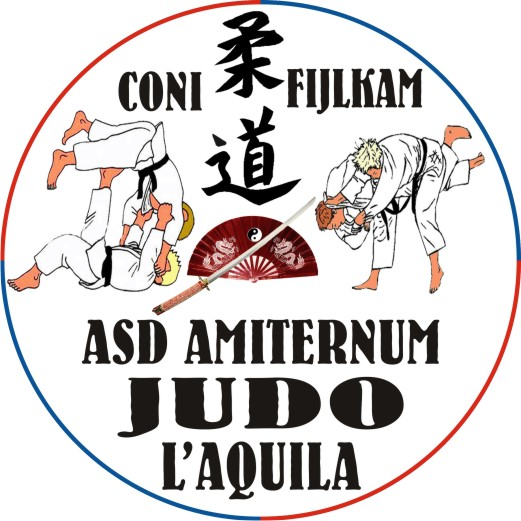 CONI 柔道 FIJLKAM
ASD AMITERNUM
JUDO
L'AQUILA